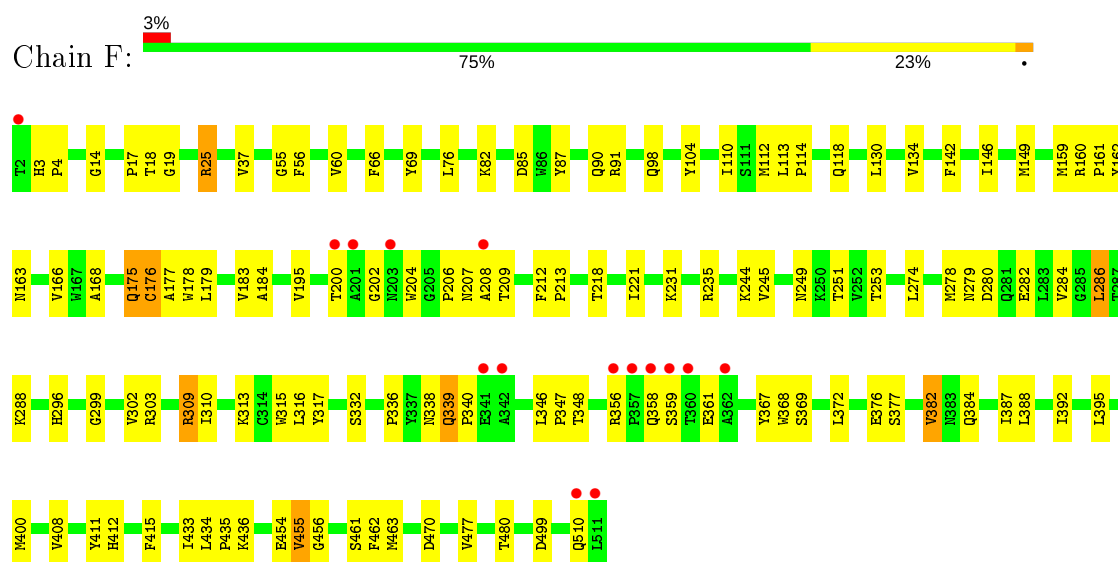 3%
Chain F:
75% 23% •
T2 H3 P4 G14 P17 T18 G19 R25 V37 G55 F56 V60 F66 Y69 L76 K82 D85 W86 Y87 Q90 R91 Q98 Y104 I110 S111 M112 L113 P114 Q118 L130 V134 F142 I146 M149 M159 R160 P161 Y162
N163 V166 W167 A168 Q175 C176 A177 W178 L179 V183 A184 V195 T200 A201 G202 N203 W204 G205 P206 N207 A208 T209 F212 P213 T218 I221 K231 R235 K244 V245 N249 K250 T251 V252 T253 L274 M278 N279 D280 Q281 E282 L283 V284 G285 L286 T287
K288 H296 G299 V302 R303 R309 I310 K313 C314 W315 L316 Y317 S332 P336 Y337 N338 Q339 P340 E341 A342 L346 P347 T348 R356 P357 Q358 S359 T360 E361 A362 Y367 W368 S369 L372 E376 S377 V382 N383 Q384 I387 L388 I392 L395
M400 V408 Y411 H412 F415 I433 L434 P435 K436 E454 V455 G456 S461 F462 M463 D470 V477 T480 D499 Q510 L511